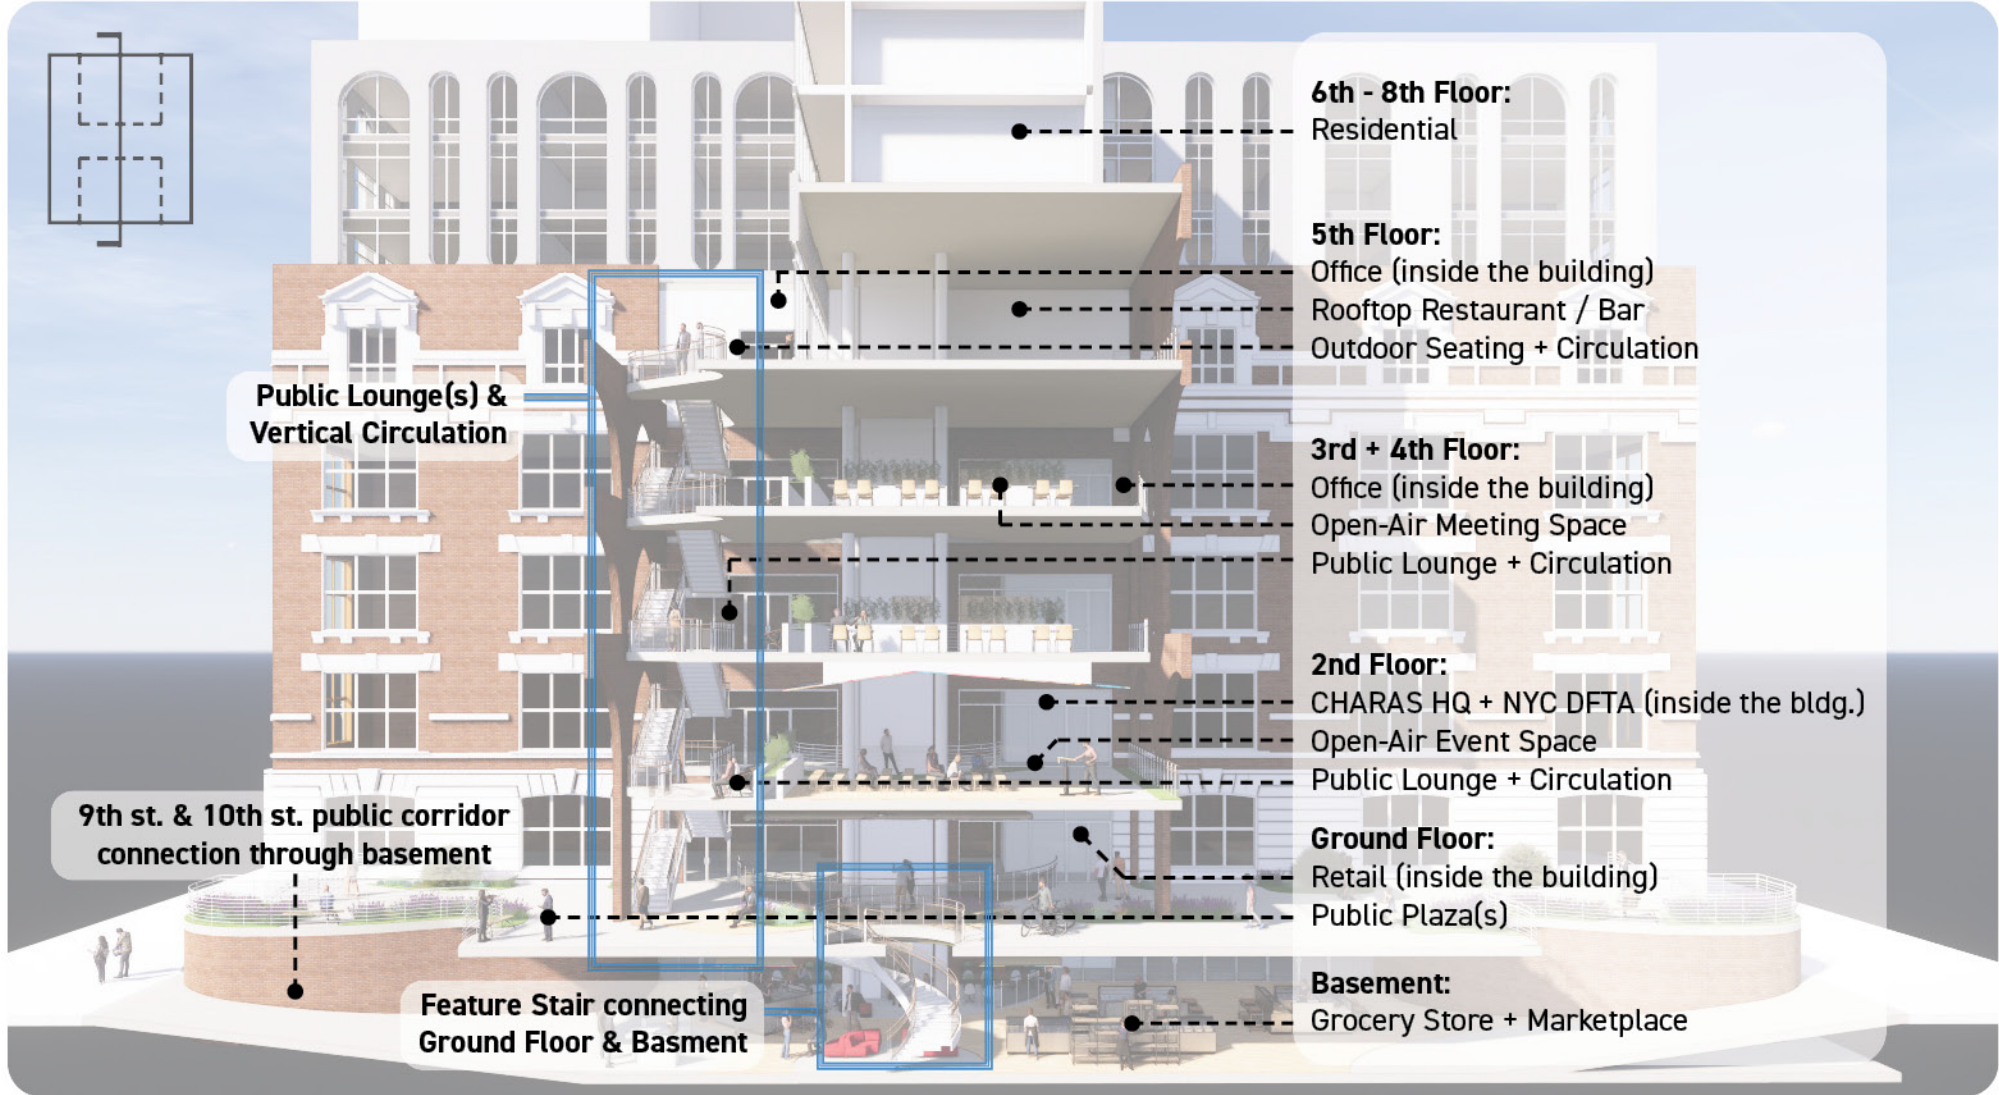 6th - 8th Floor:
Residential
5th Floor:
Office (inside the building)
Rooftop Restaurant / Bar
Outdoor Seating + Circulation
Public Lounge(s) &
Vertical Circulation
3rd + 4th Floor:
Office (inside the building)
Open-Air Meeting Space
Public Lounge + Circulation
2nd Floor:
CHARAS HQ + NYC DFTA (inside the bldg.)
Open-Air Event Space
Public Lounge + Circulation
9th st. & 10th st. public corridor
connection through basement
Ground Floor:
Retail (inside the building)
Public Plaza(s)
Feature Stair connecting
Ground Floor & Basment
Basement:
Grocery Store + Marketplace